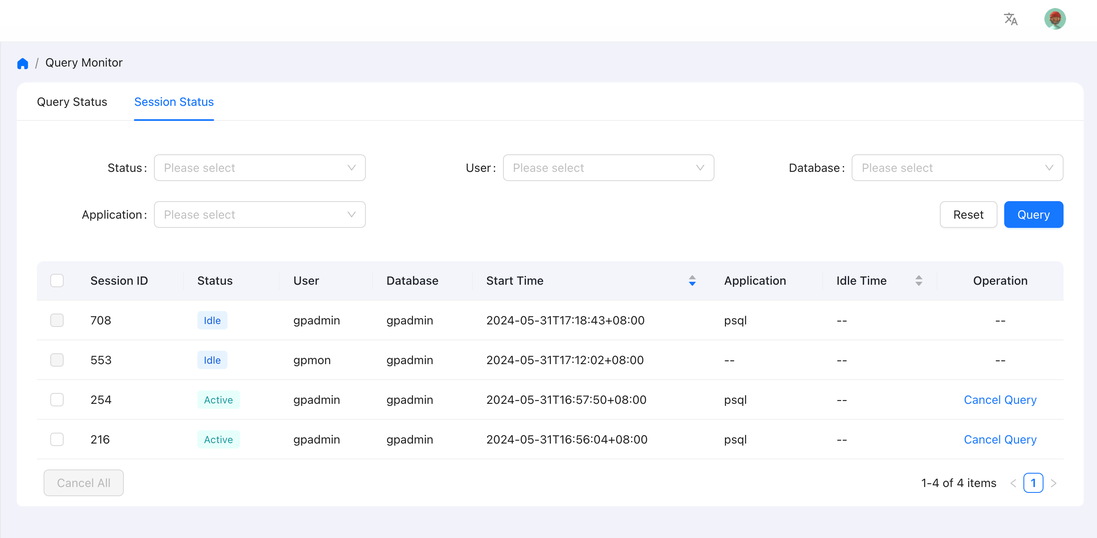 / Query Monitor
Query Status Session Status
Status: Please select User: Please select Database: Please select
Application: Please select Reset Query
Session ID Status User Database Start Time Application Idle Time Operation
708 Idle gpadmin gpadmin 2024-05-31T17:18:43+08:00 psql -- --
553 Idle gpmon gpadmin 2024-05-31T17:12:02+08:00 -- -- --
254 Active gpadmin gpadmin 2024-05-31T16:57:50+08:00 psql -- Cancel Query
216 Active gpadmin gpadmin 2024-05-31T16:56:04+08:00 psql -- Cancel Query
Cancel All 1-4 of 4 items < 1 >